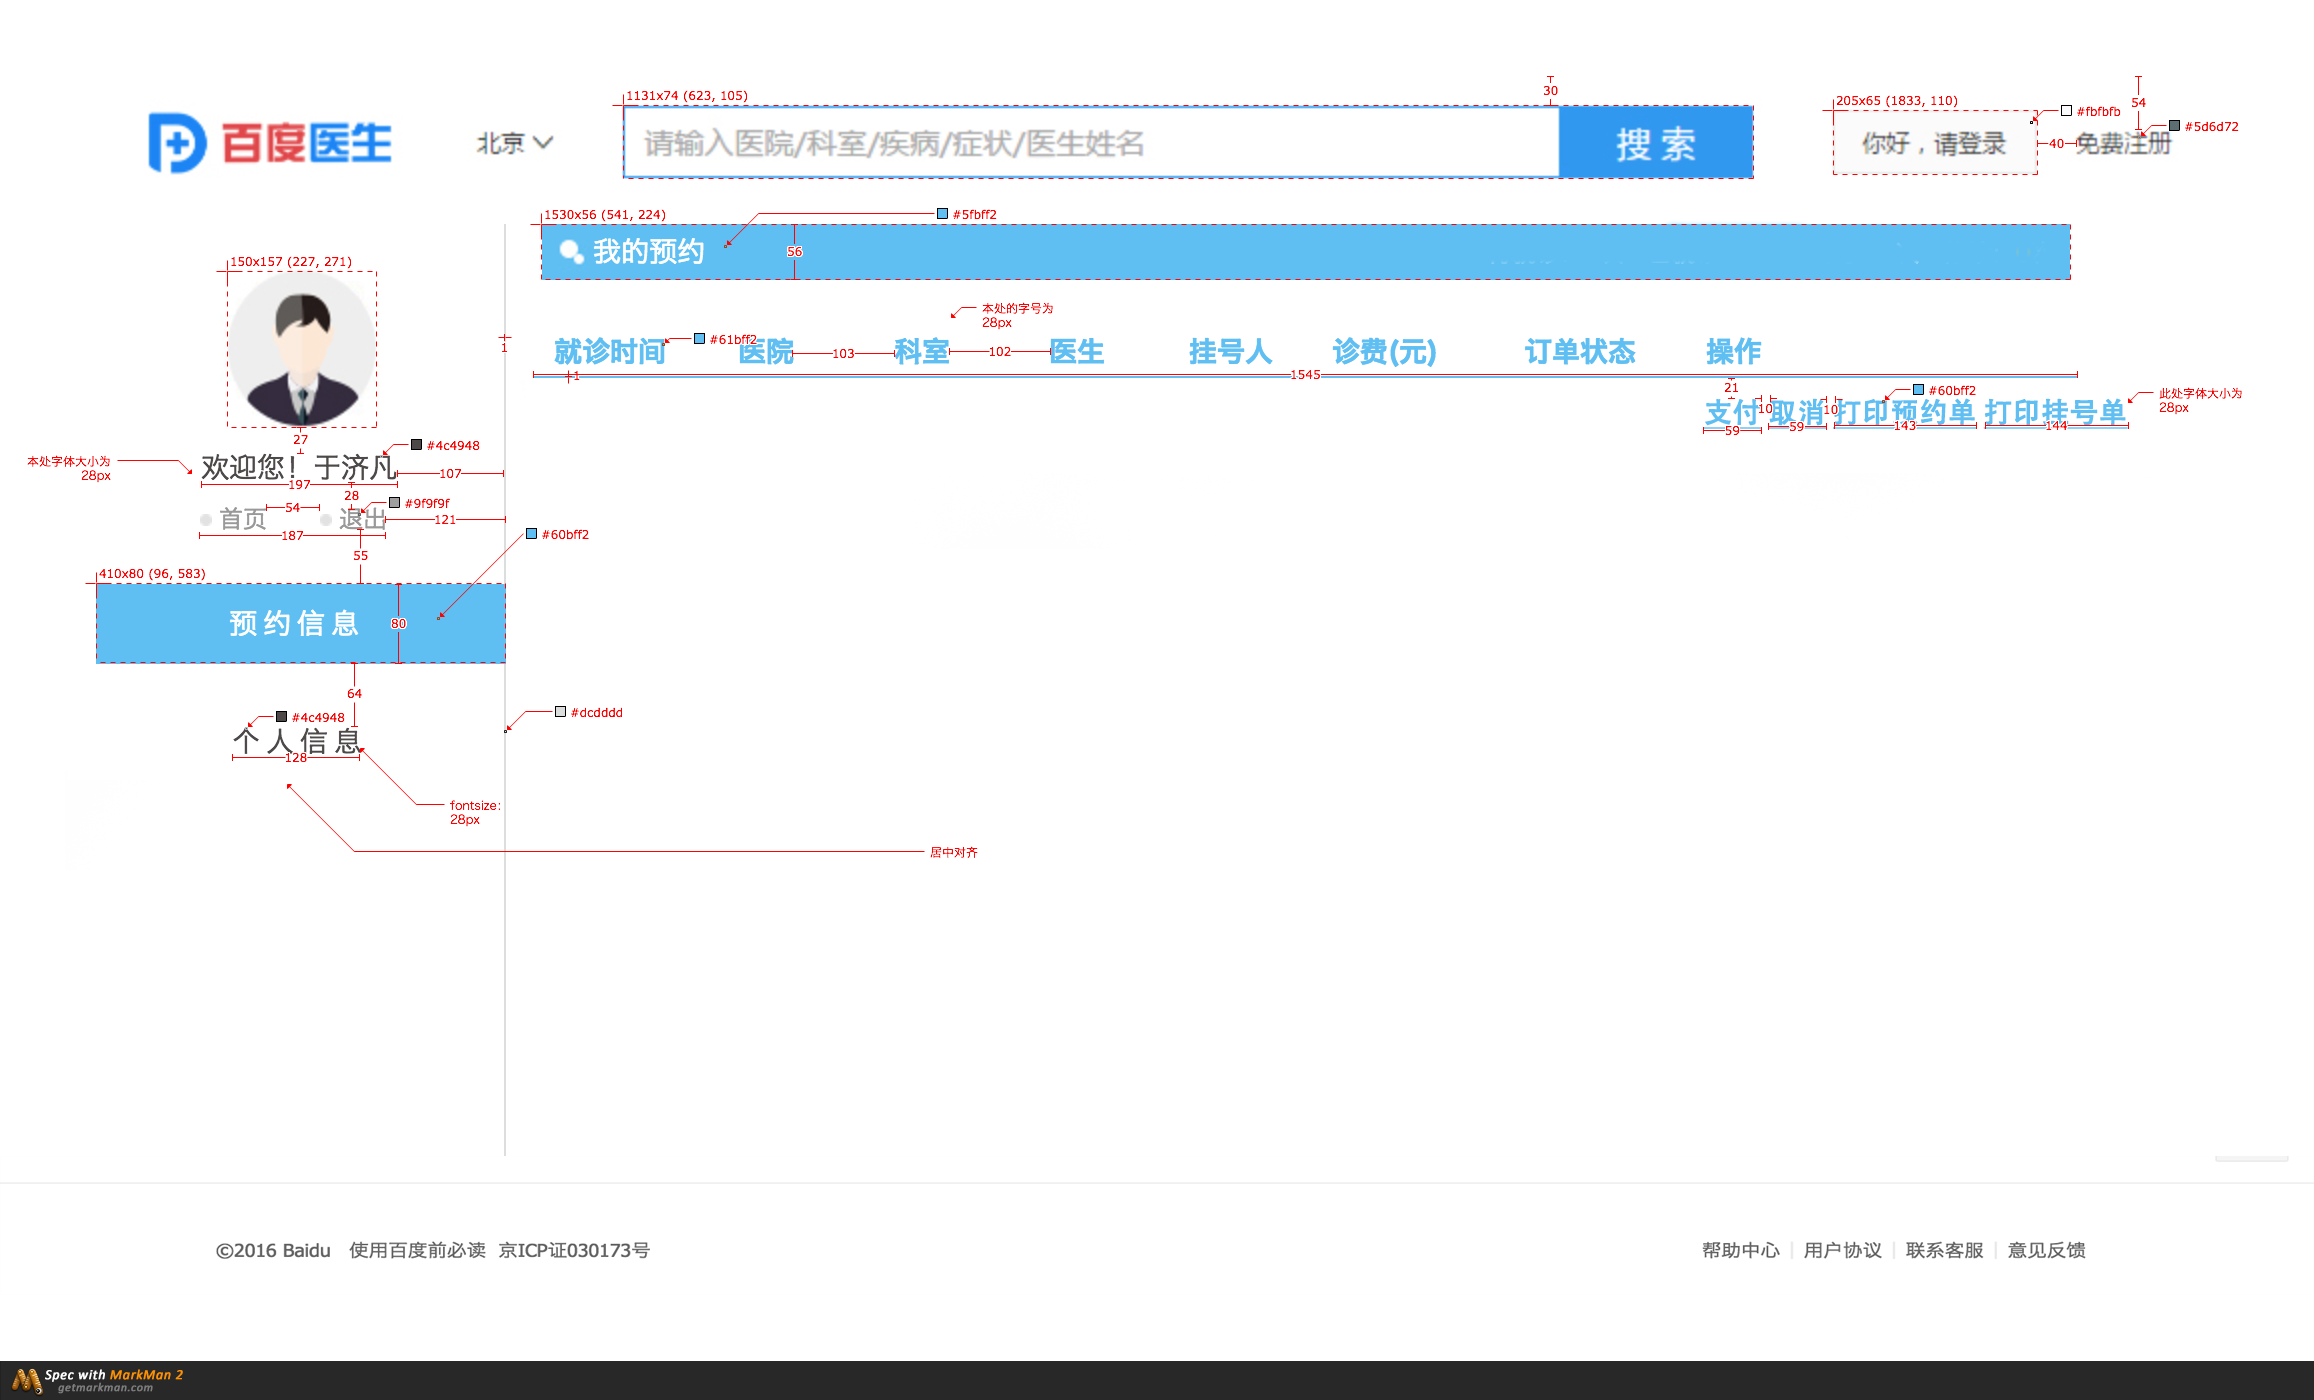 1131x74 (623, 105)
30
205x65 (1833, 110)
54
#fbfbfb
#5d6d72
百度医生
北京
请输入医院/科室/疾病/症状/医生姓名
搜 索
你好，请登录
40
免费注册
1530x56 (541, 224)
#5fbff2
我的预约
56
150x157 (227, 271)
本处的字号为
28px
1
#61bff2
就诊时间
医院
103
科室
102
医生
挂号人
诊费(元)
订单状态
操作
1
1545
21
#60bff2
此处字体大小为
28px
支付
10
取消
10
打印预约单
打印挂号单
59
59
143
144
27
#4c4948
本处字体大小为
28px
欢迎您！于济凡
107
197
28
#9f9f9f
54
首页
退出
121
187
#60bff2
55
410x80 (96, 583)
预约信息
80
64
#dcdddd
#4c4948
个人信息
128
fontsize:
28px
居中对齐
©2016 Baidu 使用百度前必读 京ICP证030173号
帮助中心 | 用户协议 | 联系客服 | 意见反馈
Spec with MarkMan 2
getmarkman.com